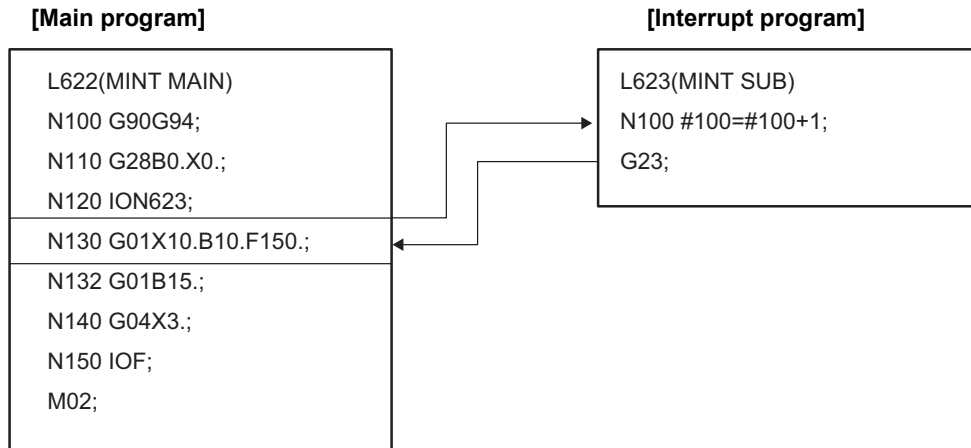 [Main program]
L622(MINT MAIN)
N100 G90G94;
N110 G28B0.X0.;
N120 ION623;
N130 G01X10.B10.F150.;
N132 G01B15.;
N140 G04X3.;
N150 IOF;
M02;
[Interrupt program]
L623(MINT SUB)
N100 #100=#100+1;
G23;